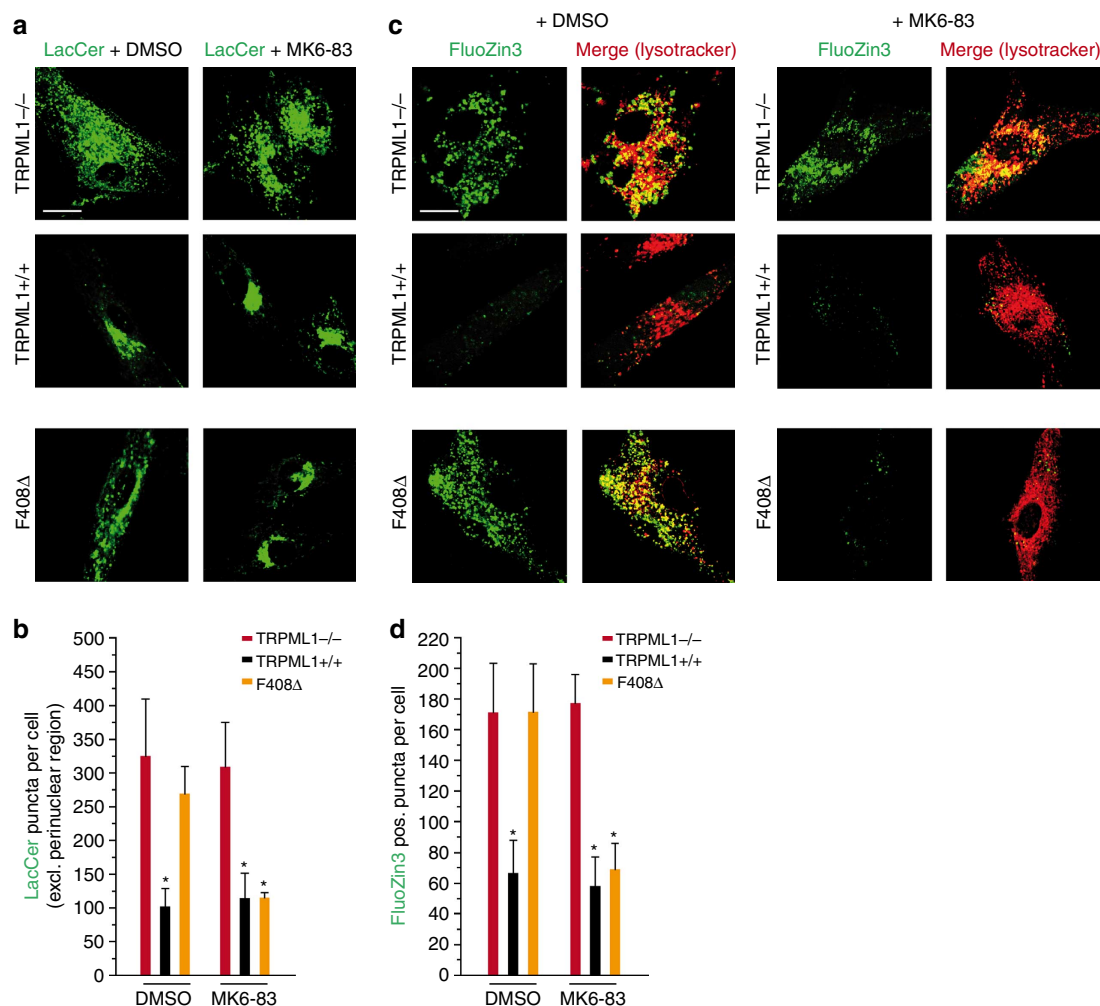 a
LacCer + DMSO
LacCer + MK6-83
TRPML1–/–
TRPML1+/+
F408Δ
c
+ DMSO
+ MK6-83
FluoZin3
Merge (lysotracker)
FluoZin3
Merge (lysotracker)
TRPML1–/–
TRPML1+/+
F408Δ
TRPML1–/–
TRPML1+/+
F408Δ
b
LacCer puncta per cell
(excl. perinuclear region)
500
450
400
350
300
250
200
150
100
50
0
TRPML1–/–
TRPML1+/+
F408Δ
*
*
*
DMSO
MK6-83
d
FluoZin3 pos. puncta per cell
220
200
180
160
140
120
100
80
60
40
20
0
TRPML1–/–
TRPML1+/+
F408Δ
*
*
*
DMSO
MK6-83